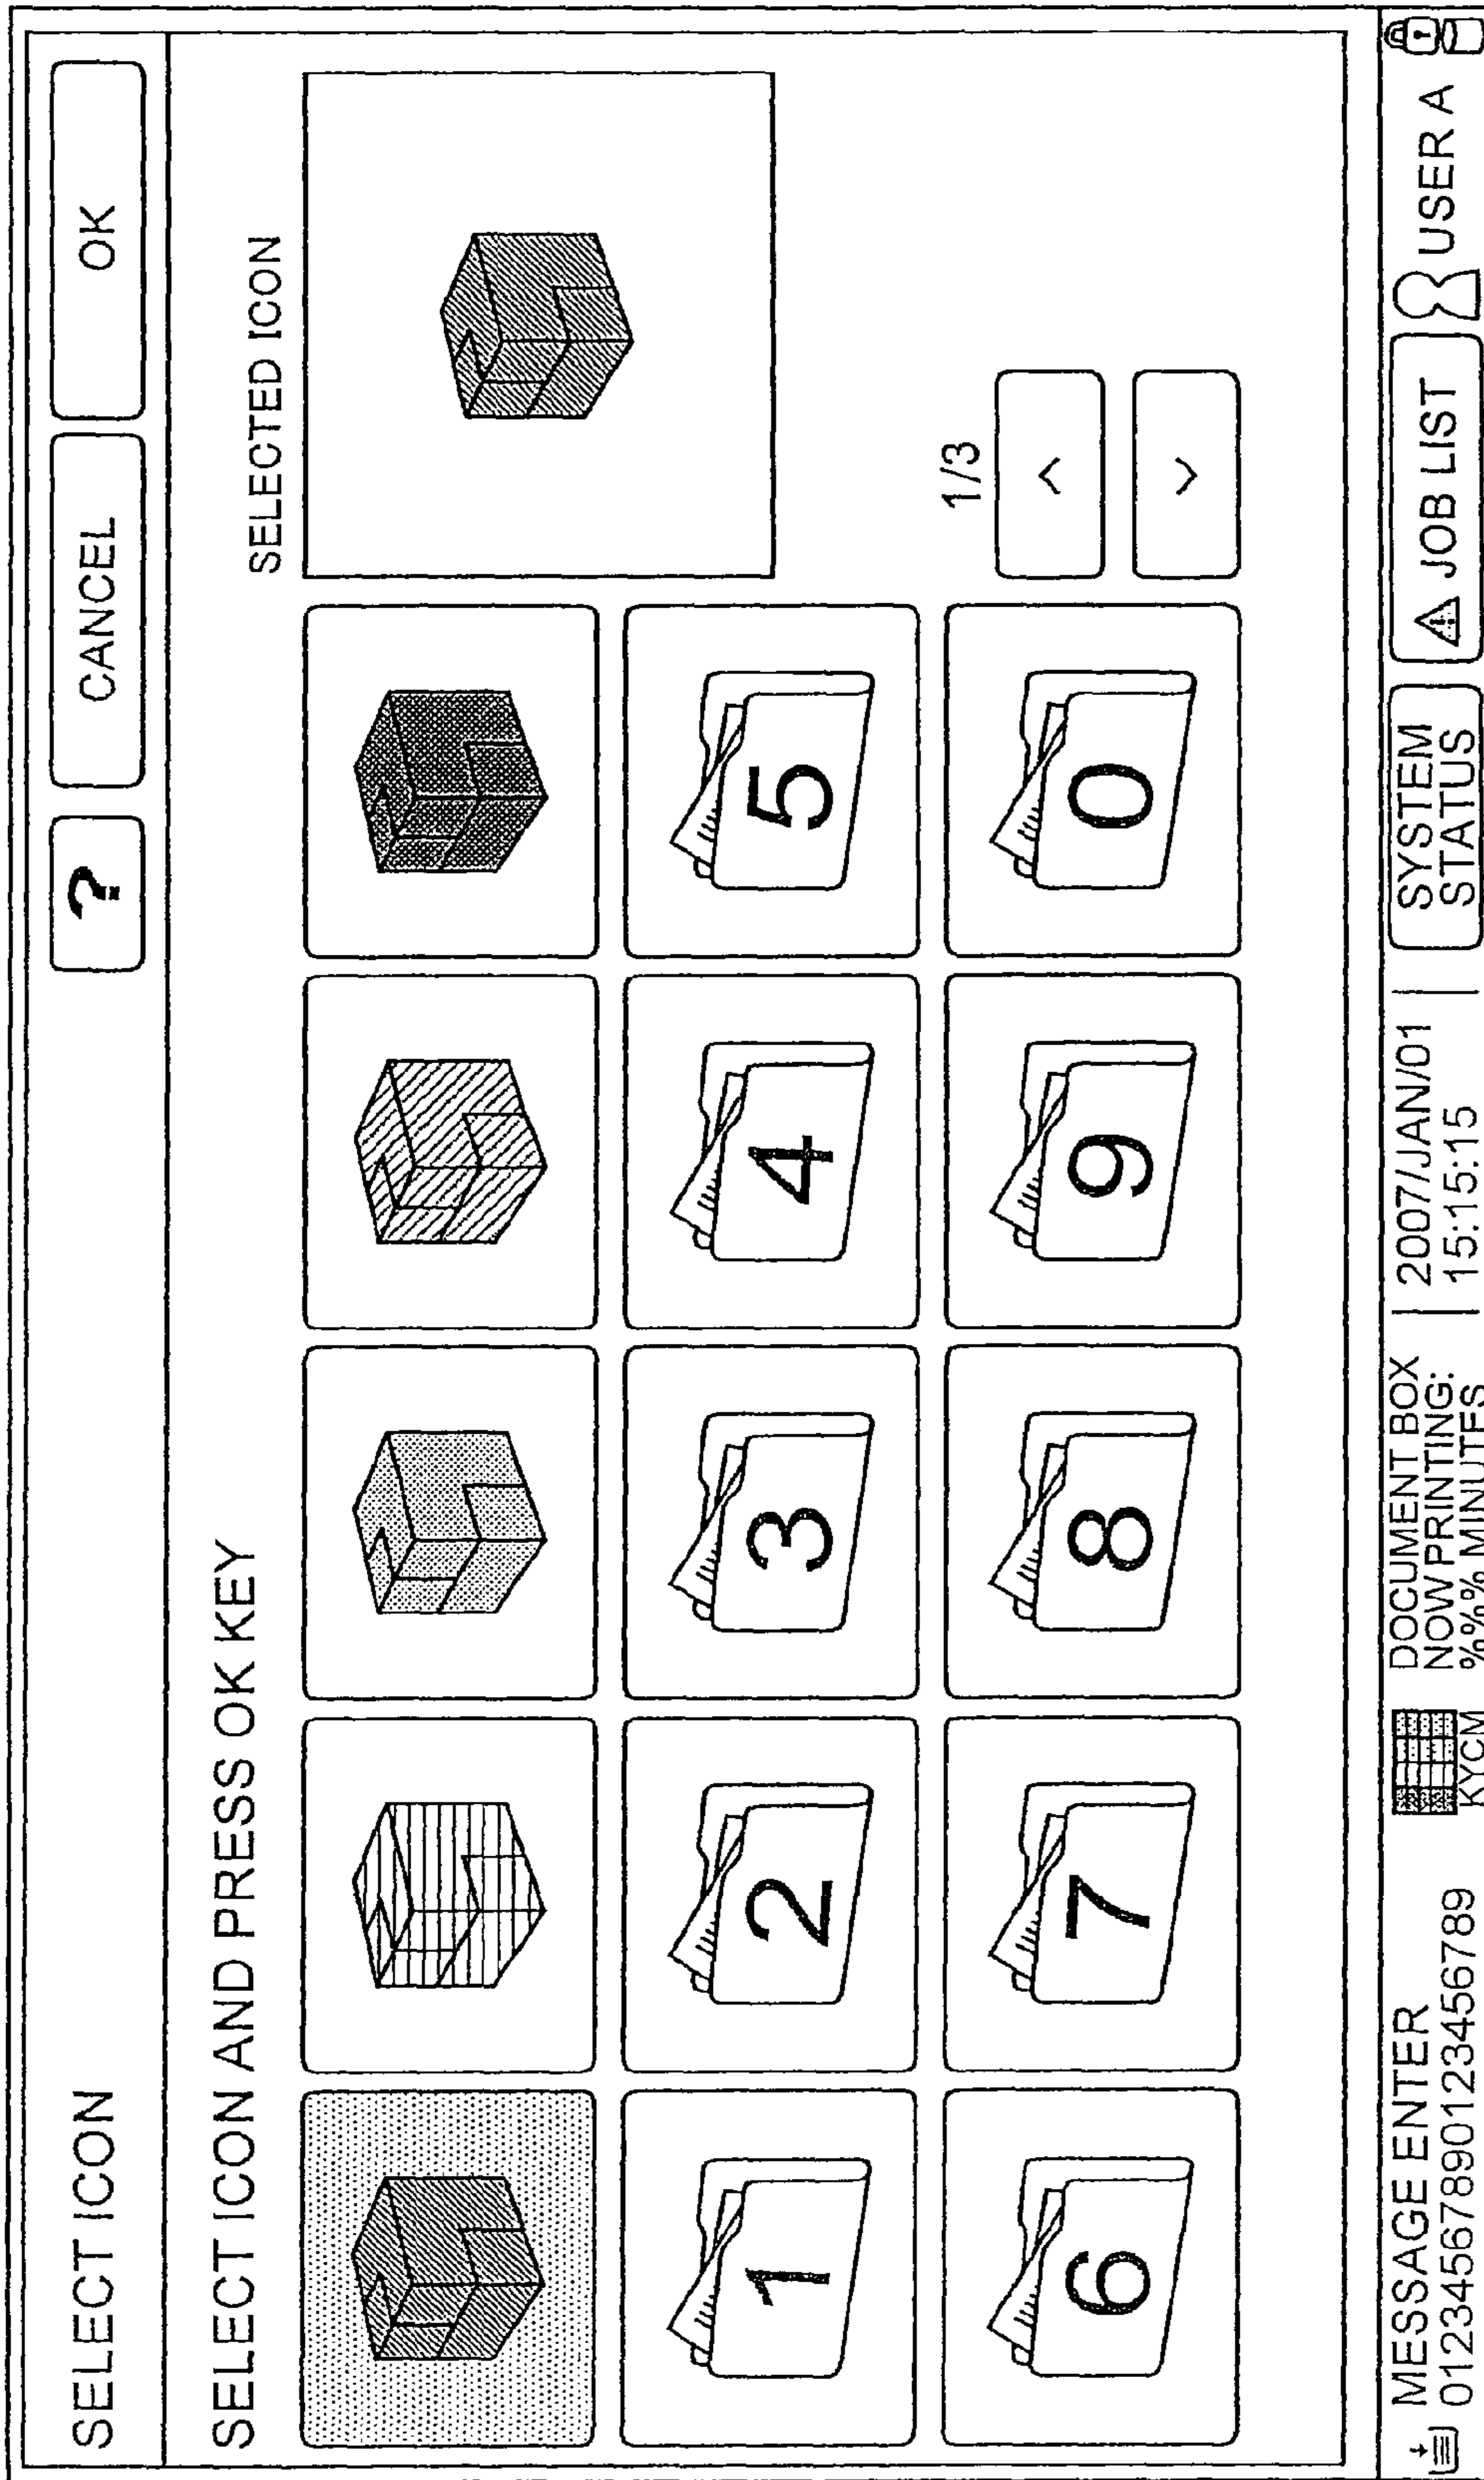 SELECT ICON
?
CANCEL
OK
SELECT ICON AND PRESS OK KEY
SELECTED ICON
1
2
3
4
5
6
7
8
9
0
1/3
MESSAGE ENTER
01234567890123456789
KYCM
DOCUMENT BOX
NOW PRINTING:
%%% MINUTES
2007/JAN/01
15:15:15
SYSTEM
STATUS
JOB LIST
USER A